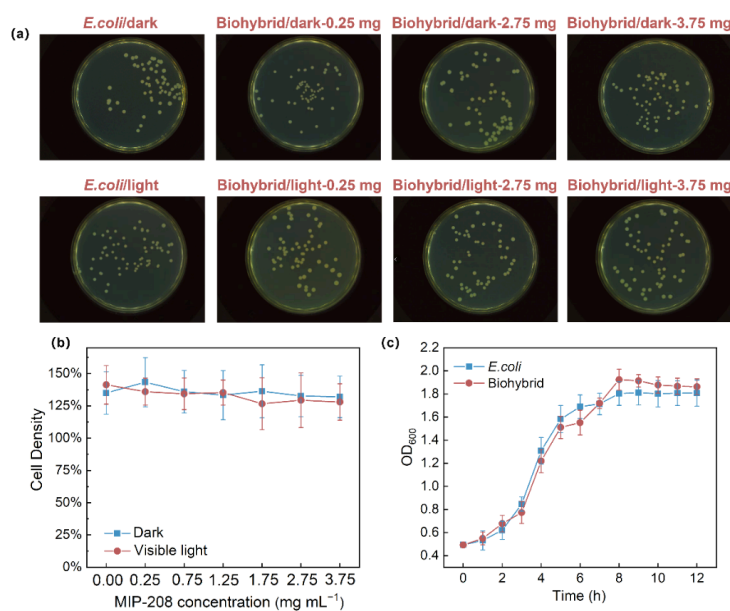 (a)
E.coli/dark
Biohybrid/dark-0.25 mg
Biohybrid/dark-2.75 mg
Biohybrid/dark-3.75 mg
E.coli/light
Biohybrid/light-0.25 mg
Biohybrid/light-2.75 mg
Biohybrid/light-3.75 mg
(b)
150%
125%
100%
75%
50%
25%
0%
Cell Density
Dark
Visible light
0.00 0.25 0.75 1.25 1.75 2.75 3.75
MIP-208 concentration (mg mL⁻¹)
(c)
2.2
2.0
1.8
1.6
1.4
1.2
1.0
0.8
0.6
0.4
OD₆₀₀
E.coli
Biohybrid
0 2 4 6 8 10 12
Time (h)